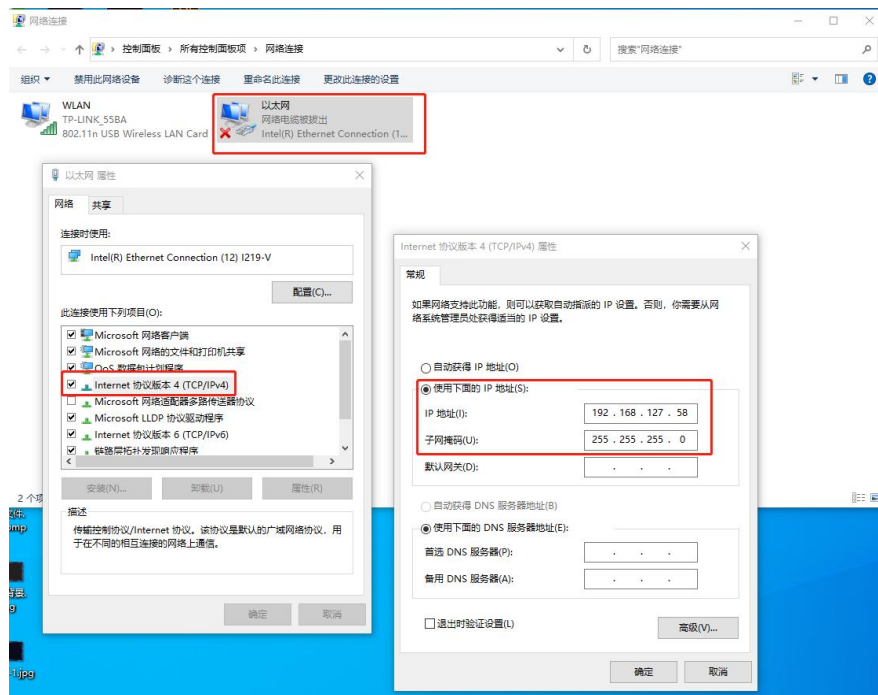 网络连接
控制面板 › 所有控制面板项 › 网络连接
搜索"网络连接"
组织 禁用此网络设备 诊断这个连接 重命名此连接 更改此连接的设置
WLAN
TP-LINK_55BA
802.11n USB Wireless LAN Card
以太网
网络电缆被拔出
Intel(R) Ethernet Connection (1...
以太网 属性
网络 共享
连接时使用:
Intel(R) Ethernet Connection (12) I219-V
配置(C)...
此连接使用下列项目(O):
Microsoft 网络客户端
Microsoft 网络的文件和打印机共享
QoS 数据包计划程序
Internet 协议版本 4 (TCP/IPv4)
Microsoft 网络适配器多路传送器协议
Microsoft LLDP 协议驱动程序
Internet 协议版本 6 (TCP/IPv6)
链路层拓扑发现响应程序
安装(N)... 卸载(U) 属性(R)
描述
传输控制协议/Internet 协议。该协议是默认的广域网络协议，用
于在不同的相互连接的网络上通信。
确定 取消
Internet 协议版本 4 (TCP/IPv4) 属性
常规
如果网络支持此功能，则可以获取自动指派的 IP 设置。否则，你需要从网
络系统管理员处获得适当的 IP 设置。
自动获得 IP 地址(O)
使用下面的 IP 地址(S):
IP 地址(I): 192 . 168 . 127 . 58
子网掩码(U): 255 . 255 . 255 . 0
默认网关(D): . . .
自动获得 DNS 服务器地址(B)
使用下面的 DNS 服务器地址(E):
首选 DNS 服务器(P): . . .
备用 DNS 服务器(A): . . .
退出时验证设置(L)
高级(V)...
确定 取消
2 个项
-1.jpg